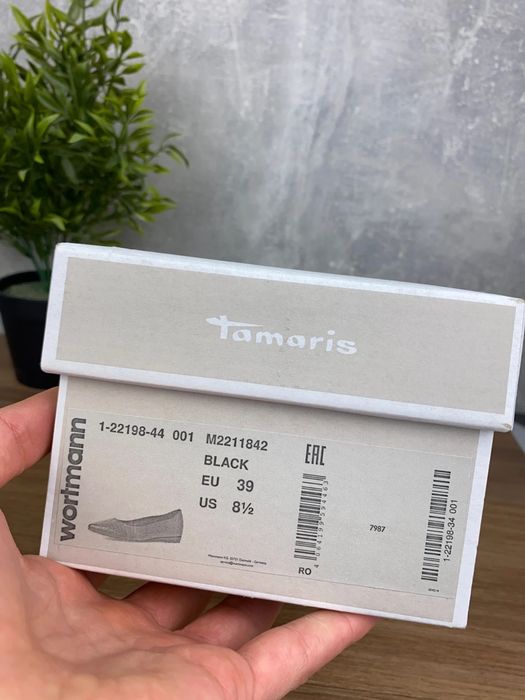 tamaris
wortmann
1-22198-44 001 M2211842
BLACK
EU 39
US 8½
EAC
RO
7987
1-22198-34 001